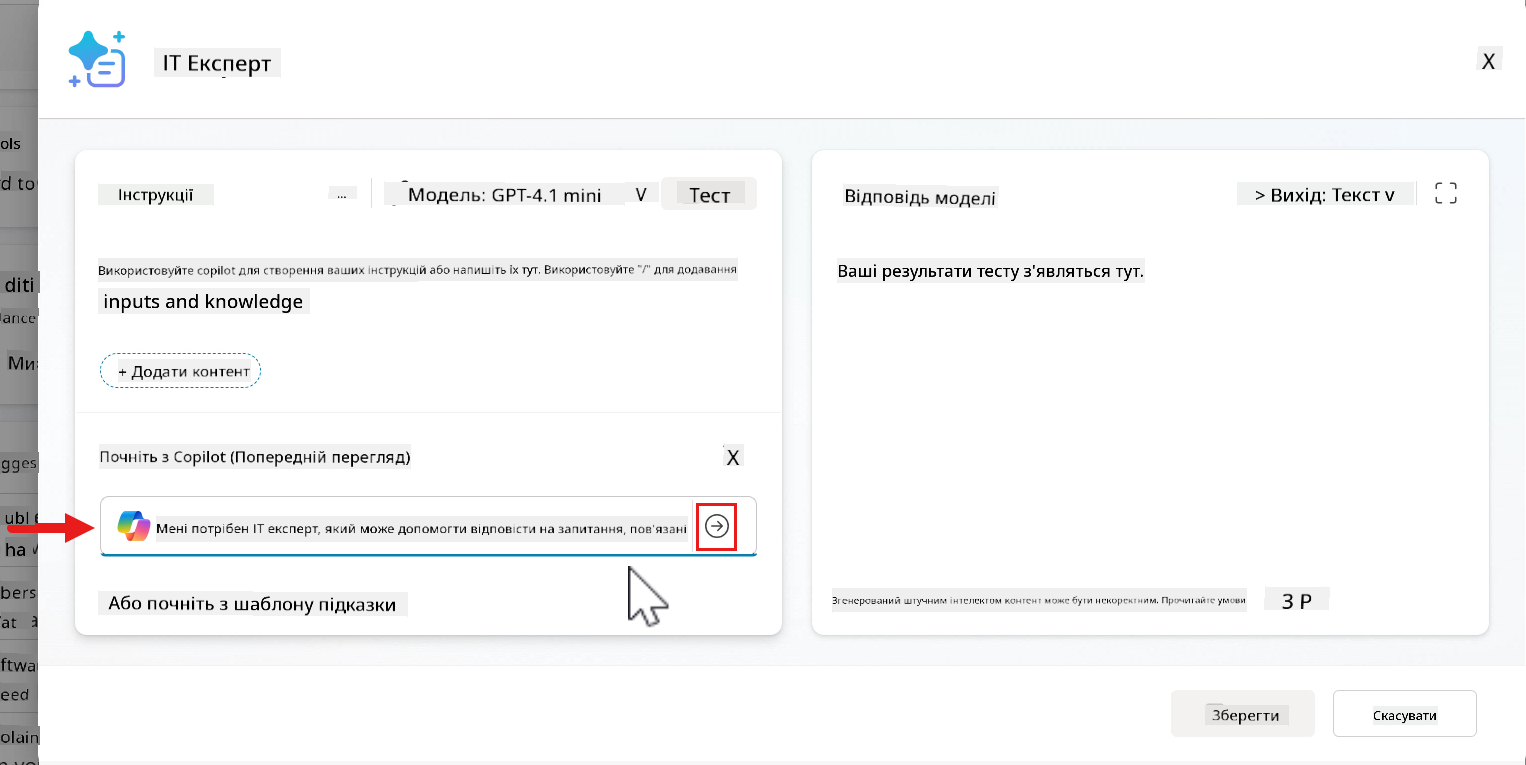 IT Експерт
X
ols
d to
diti
Jance
gges
ubl
ha
bers
at
ftwa
eed
olain
Інструкції
...
Модель: GPT-4.1 mini
V
Тест
Використовуйте copilot для створення ваших інструкцій або напишіть їх тут. Використовуйте "/" для додавання
inputs and knowledge
+ Додати контент
Почніть з Copilot (Попередній перегляд)
X
Мені потрібен ІТ експерт, який може допомогти відповісти на запитання, пов'язані
Або почніть з шаблону підказки
Відповідь моделі
> Вихід: Текст v
Ваші результати тесту з'являться тут.
Згенерований штучним інтелектом контент може бути некоректним. Прочитайте умови
З Р
Зберегти
Скасувати